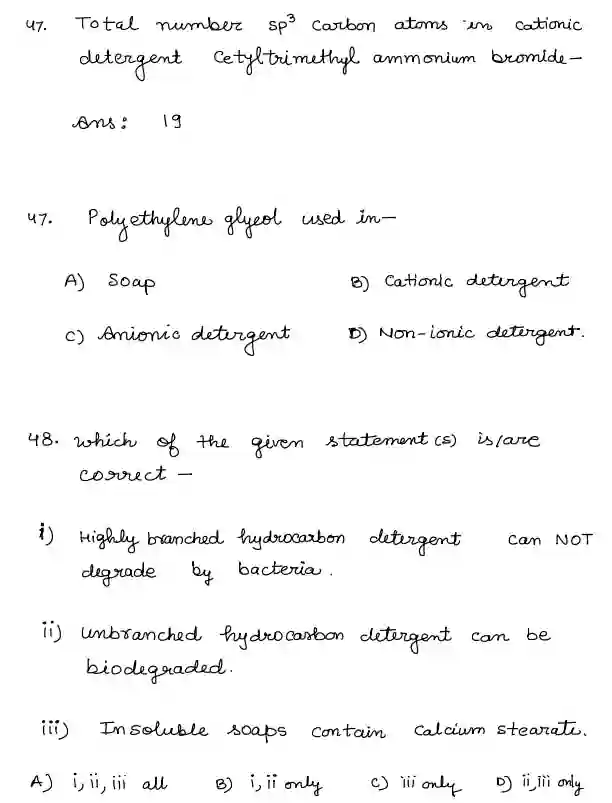 47. Total number sp³ carbon atoms in cationic
detergent Cetyltrimethyl ammonium bromide-
Ans: 19
47. Polyethylene glycol used in-
A) Soap B) Cationic detergent
C) Anionic detergent D) Non-ionic detergent.
48. which of the given statement (s) is/are
correct -
i) Highly branched hydrocarbon detergent can NOT
degrade by bacteria.
ii) Unbranched hydrocarbon detergent can be
biodegraded.
iii) Insoluble soaps contain calcium stearate.
A) i, ii, iii all B) i, ii only C) iii only D) ii, iii only